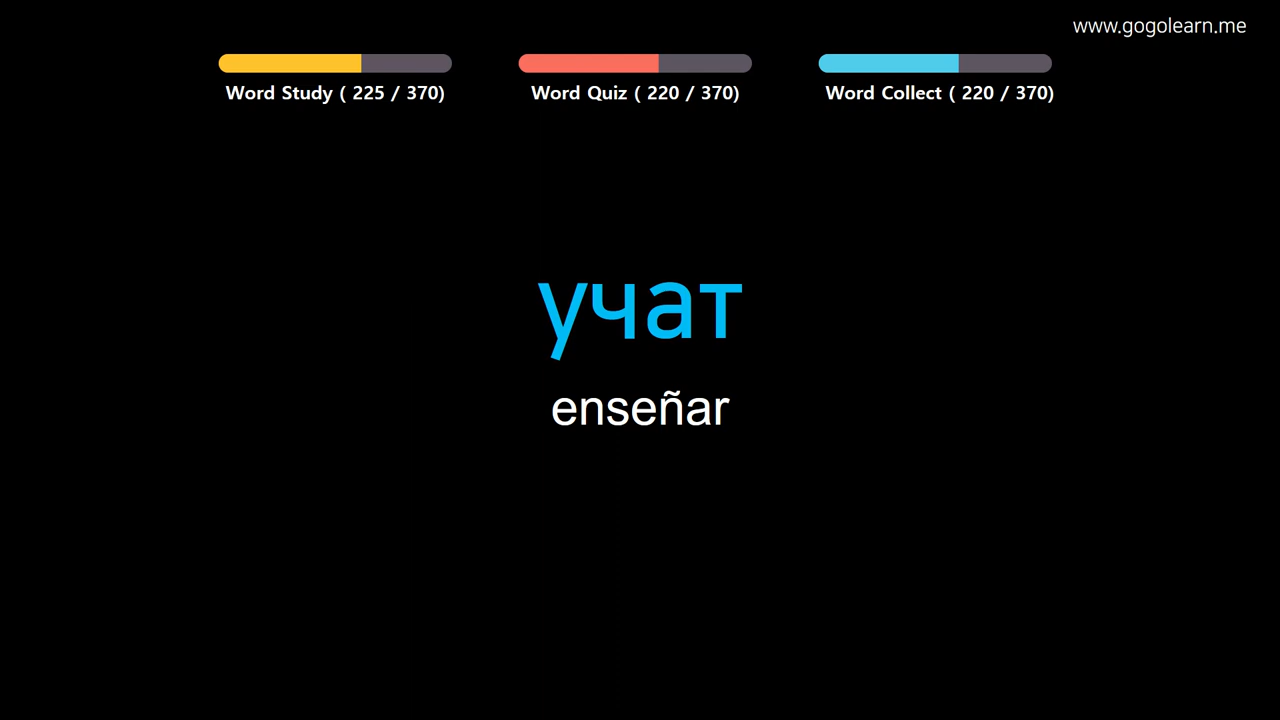 www.gogolearn.me
Word Study ( 225 / 370)
Word Quiz ( 220 / 370)
Word Collect ( 220 / 370)
учат
enseñar